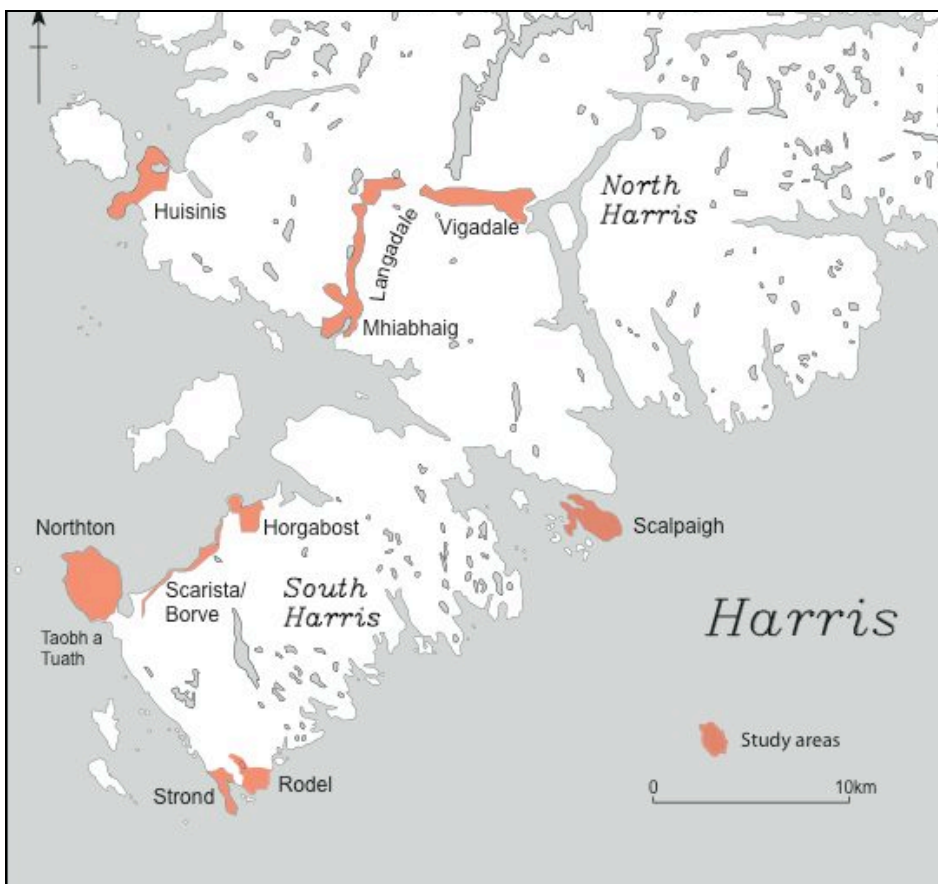 North
Harris
Huisinis
Vigadale
Langadale
Mhiabhaig
Northton
Horgabost
Scalpaigh
Scarista/
Borve
South
Harris
Harris
Taobh a
Tuath
Study areas
Strond
Rodel
0
10km